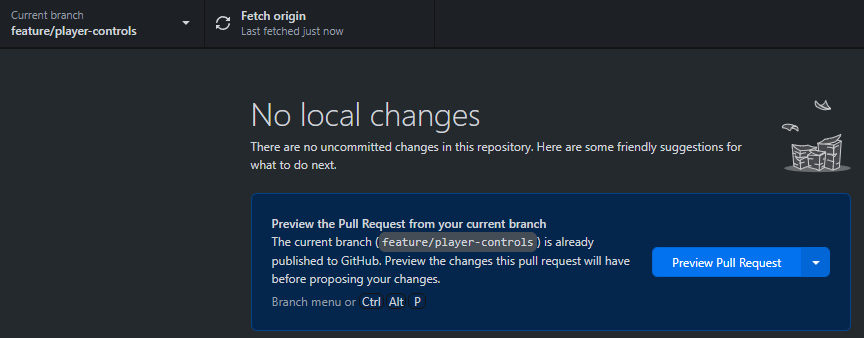 Current branch
feature/player-controls
Fetch origin
Last fetched just now
No local changes
There are no uncommitted changes in this repository. Here are some friendly suggestions for
what to do next.
Preview the Pull Request from your current branch
The current branch (feature/player-controls) is already
published to GitHub. Preview the changes this pull request will have
before proposing your changes.
Branch menu or Ctrl Alt P
Preview Pull Request